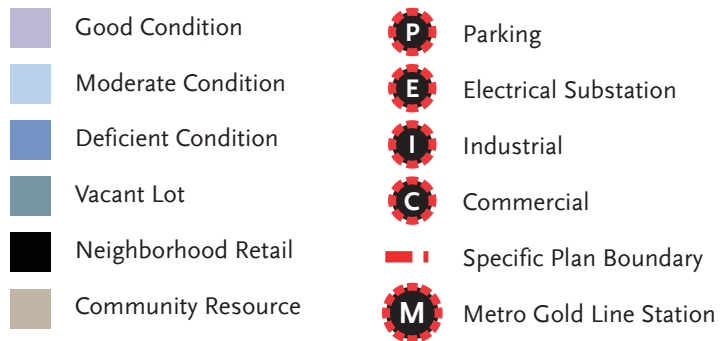 Good Condition
Moderate Condition
Deficient Condition
Vacant Lot
Neighborhood Retail
Community Resource
P Parking
E Electrical Substation
I Industrial
C Commercial
Specific Plan Boundary
M Metro Gold Line Station